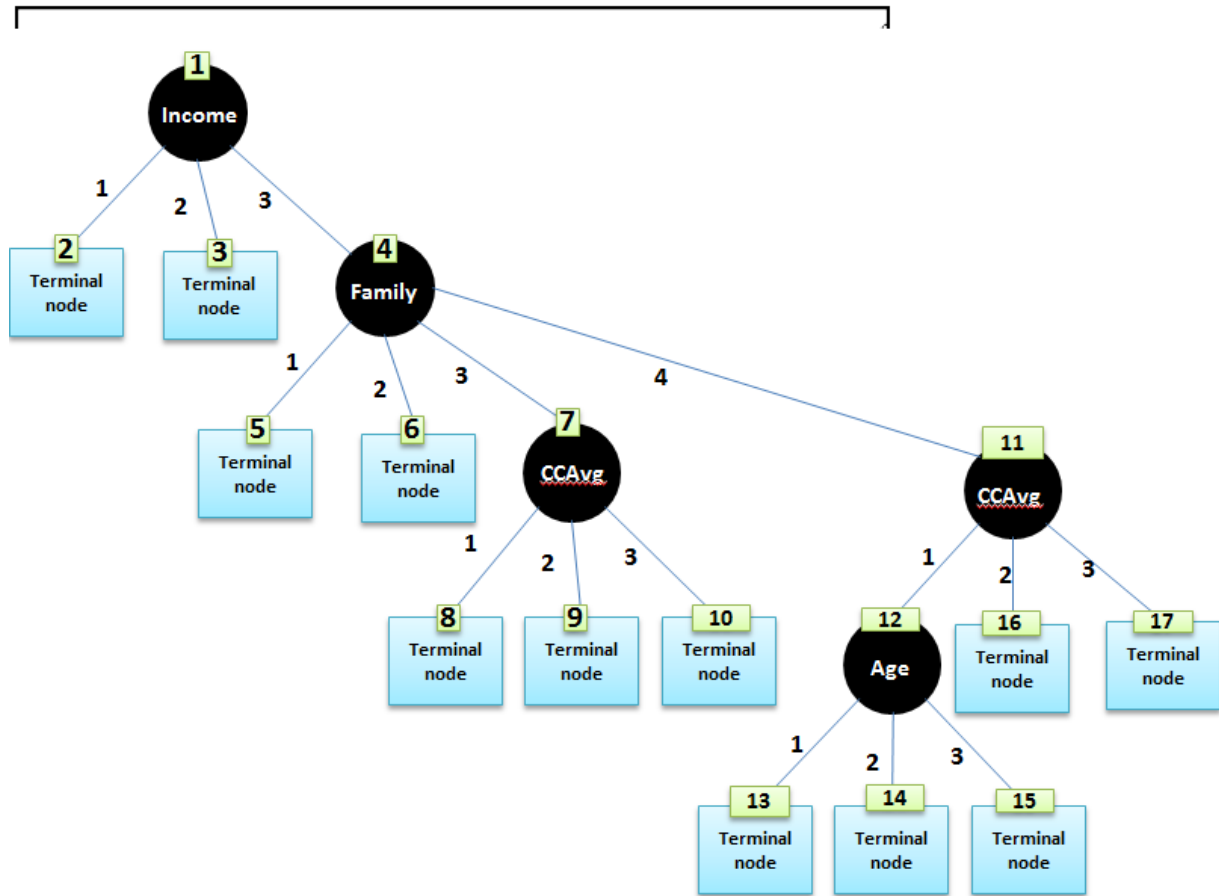 1
Income
1
2
3
2
Terminal
node
3
Terminal
node
4
Family
1
2
3
4
5
Terminal
node
6
Terminal
node
7
CCAvg
11
CCAvg
1
2
3
1
2
3
8
Terminal
node
9
Terminal
node
10
Terminal
node
12
Age
16
Terminal
node
17
Terminal
node
1
2
3
13
Terminal
node
14
Terminal
node
15
Terminal
node